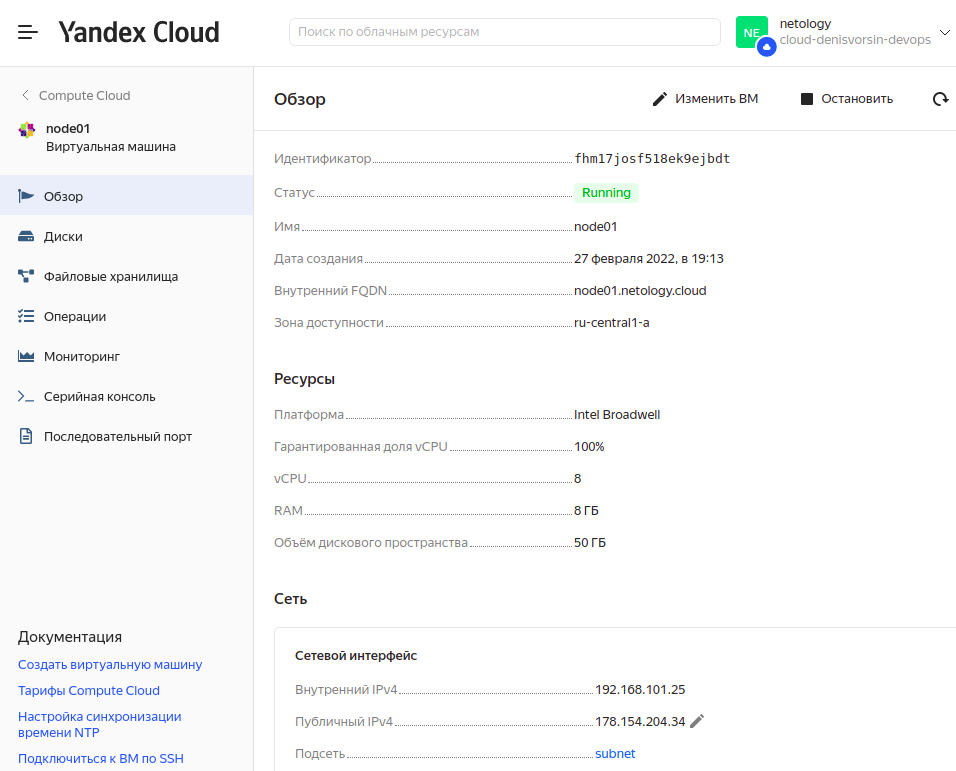 Yandex Cloud
Поиск по облачным ресурсам
NE
netology
cloud-denisvorsin-devops
Compute Cloud
node01
Виртуальная машина
Обзор
Диски
Файловые хранилища
Операции
Мониторинг
Серийная консоль
Последовательный порт
Документация
Создать виртуальную машину
Тарифы Compute Cloud
Настройка синхронизации
времени NTP
Подключиться к ВМ по SSH
Обзор
Изменить ВМ
Остановить
Идентификатор fhm17josf518ek9ejbdt
Статус Running
Имя node01
Дата создания 27 февраля 2022, в 19:13
Внутренний FQDN node01.netology.cloud
Зона доступности ru-central1-a
Ресурсы
Платформа Intel Broadwell
Гарантированная доля vCPU 100%
vCPU 8
RAM 8 ГБ
Объём дискового пространства 50 ГБ
Сеть
Сетевой интерфейс
Внутренний IPv4 192.168.101.25
Публичный IPv4 178.154.204.34
Подсеть subnet